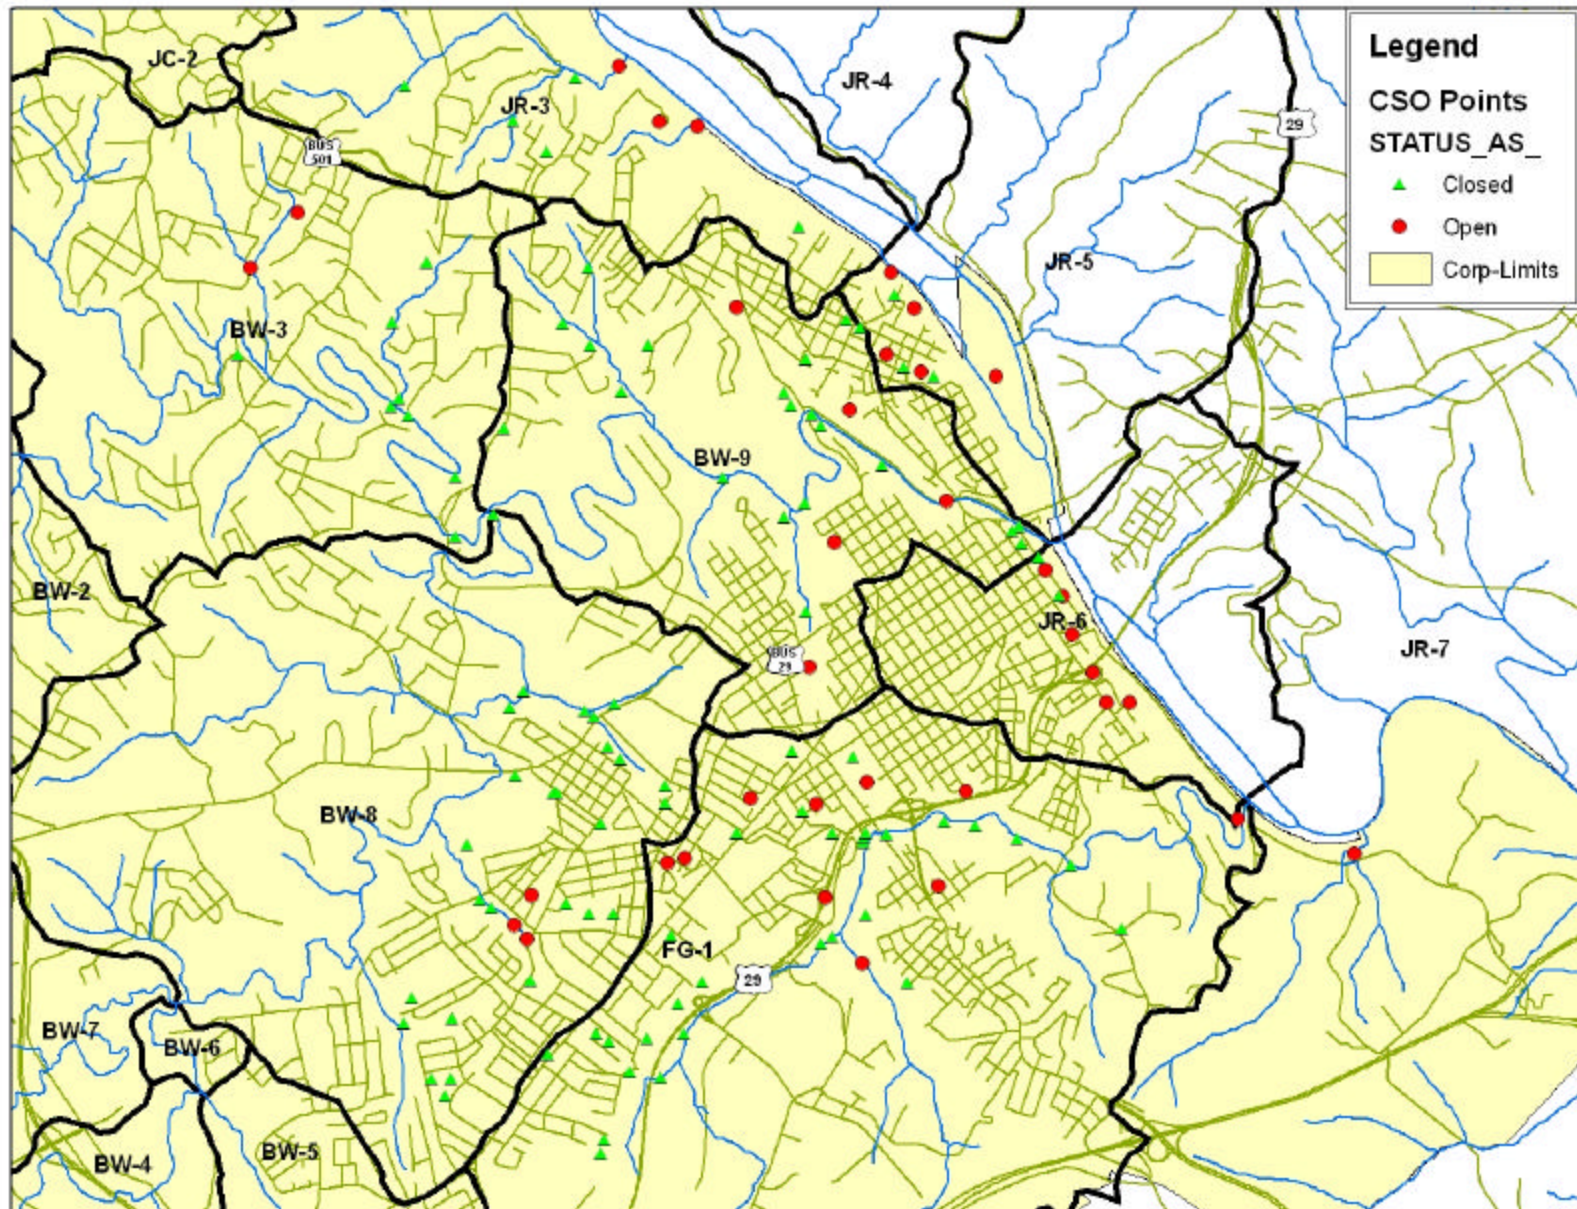 Legend
CSO Points
STATUS_AS_
Closed
Open
Corp-Limits
JC-2
JR-3
JR-4
29
BUS
501
JR-5
BW-3
BW-9
BW-2
JR-6
BUS
29
JR-7
BW-8
FG-1
29
BW-7
BW-6
BW-5
BW-4